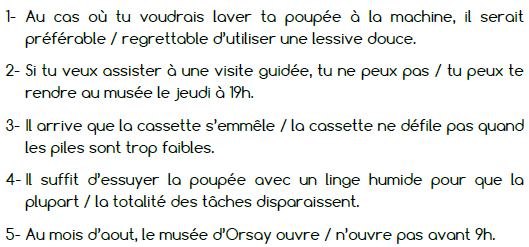 1- Au cas où tu voudrais laver ta poupée à la machine, il serait
préférable / regrettable d'utiliser une lessive douce.
2- Si tu veux assister à une visite guidée, tu ne peux pas / tu peux te
rendre au musée le jeudi à 19h.
3- Il arrive que la cassette s'emmêle / la cassette ne défile pas quand
les piles sont trop faibles.
4- Il suffit d'essuyer la poupée avec un linge humide pour que la
plupart / la totalité des tâches disparaissent.
5- Au mois d'aout, le musée d'Orsay ouvre / n'ouvre pas avant 9h.